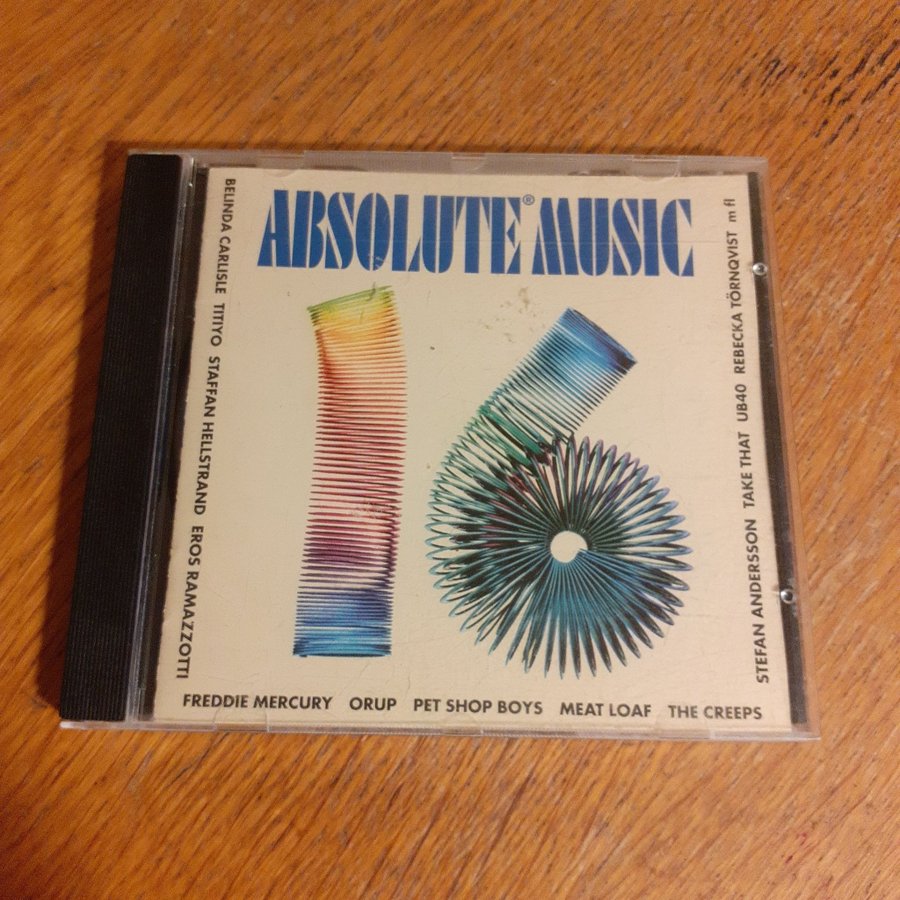 ABSOLUTE® MUSIC
16
BELINDA CARLISLE TITIYO STAFFAN HELLSTRAND EROS RAMAZZOTTI
FREDDIE MERCURY ORUP PET SHOP BOYS MEAT LOAF THE CREEPS
STEFAN ANDERSSON TAKE THAT UB40 REBECKA TÖRNQVIST m fl